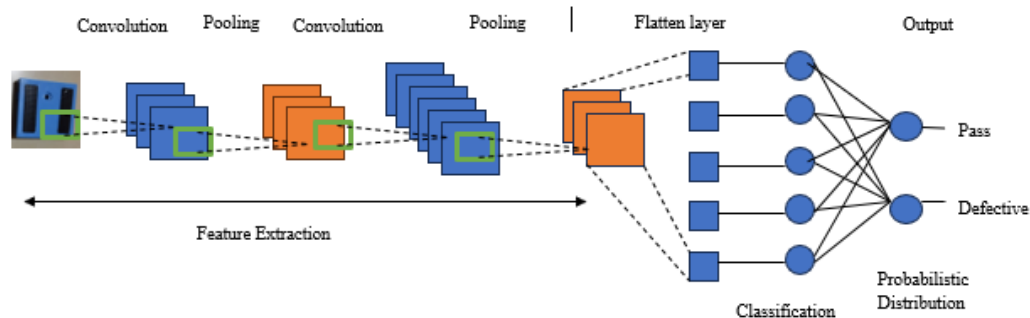 Convolution
Pooling
Convolution
Pooling
Flatten layer
Output
Pass
Defective
Feature Extraction
Classification
Probabilistic
Distribution